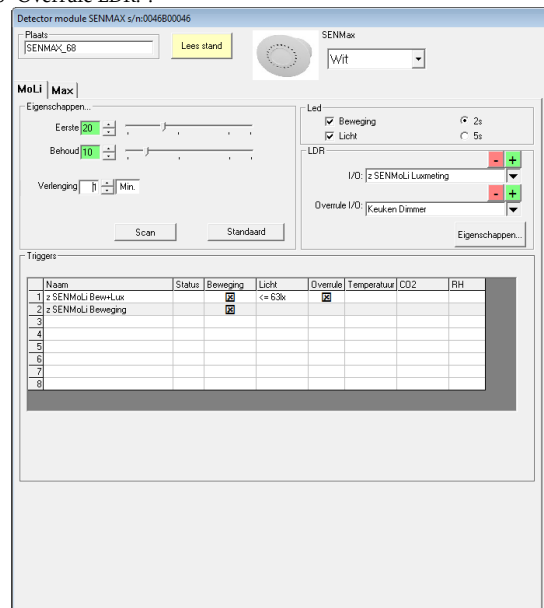 Overrule LDR: .
Detector module SENMAX s/n:0046B00046
Plaats
SENMAX_68
Lees stand
SENMax
Wit
MoLi Max
Eigenschappen...
Eerste 20
Behoud 10
Verlenging 1 Min.
Scan Standaard
Led
Beweging 2s
Licht 5s
LDR
- +
I/O: z SENMoLi Luxmeting
- +
Overrule I/O: Keuken Dimmer
Eigenschappen...
Triggers
Naam Status Beweging Licht Overrule Temperatuur CO2 RH
1 z SENMoLi Bew+Lux <= 63lx
2 z SENMoLi Beweging
3
4
5
6
7
8